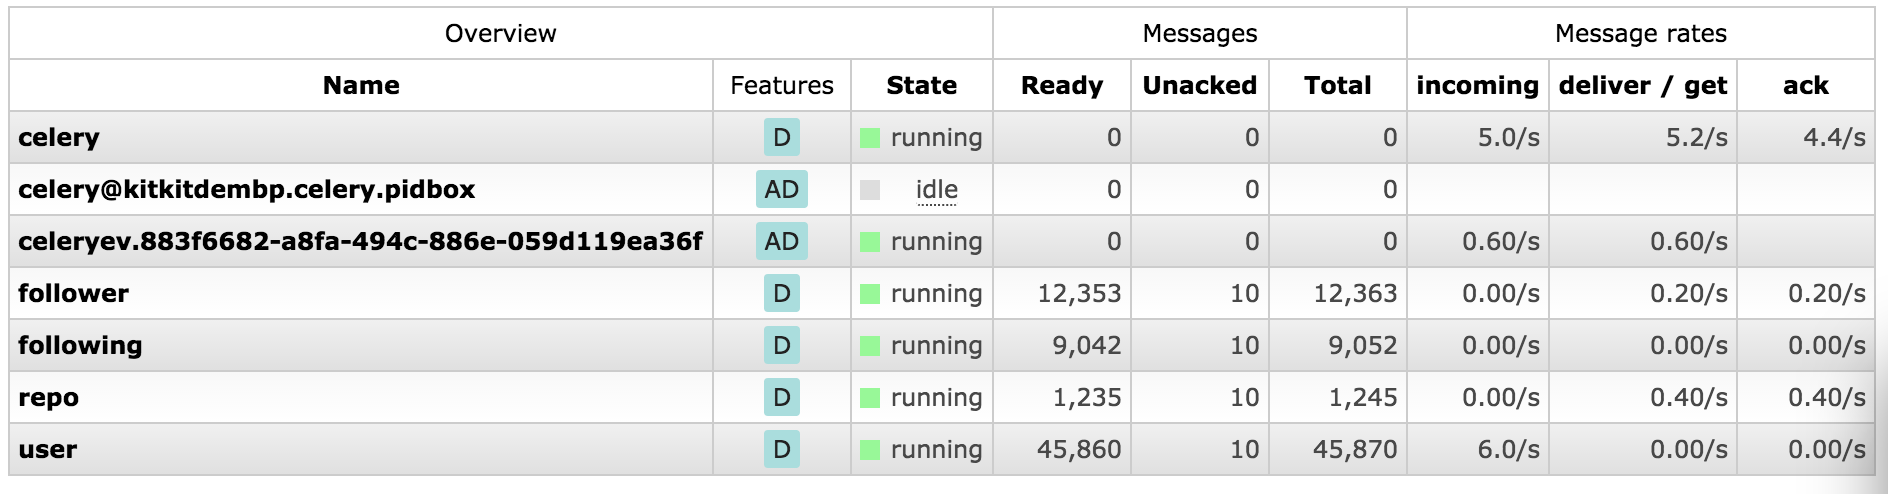 Overview Messages Message rates
Name Features State Ready Unacked Total incoming deliver / get ack
celery D running 0 0 0 5.0/s 5.2/s 4.4/s
celery@kitkitdembp.celery.pidbox AD idle 0 0 0
celeryev.883f6682-a8fa-494c-886e-059d119ea36f AD running 0 0 0 0.60/s 0.60/s
follower D running 12,353 10 12,363 0.00/s 0.20/s 0.20/s
following D running 9,042 10 9,052 0.00/s 0.00/s 0.00/s
repo D running 1,235 10 1,245 0.00/s 0.40/s 0.40/s
user D running 45,860 10 45,870 6.0/s 0.00/s 0.00/s